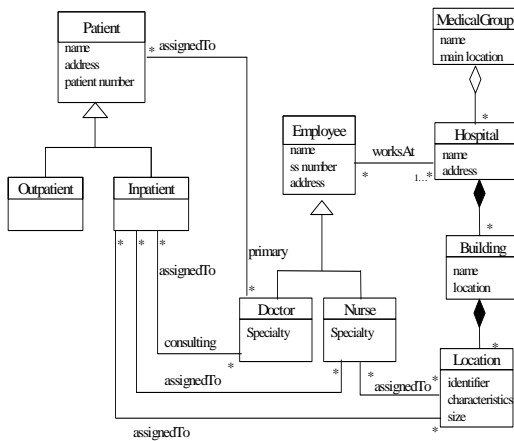 Patient
name
address
patient number
* assignedTo
MedicalGroup
name
main location
*
Employee
name
ss number
address
worksAt
*
1...*
Hospital
name
address
Outpatient
Inpatient
* * *
assignedTo
primary
*
*
Building
name
location
Doctor
Specialty
Nurse
Specialty
consulting
*
assignedTo
*
*
assignedTo
*
*
Location
identifier
characteristics
size
assignedTo
*